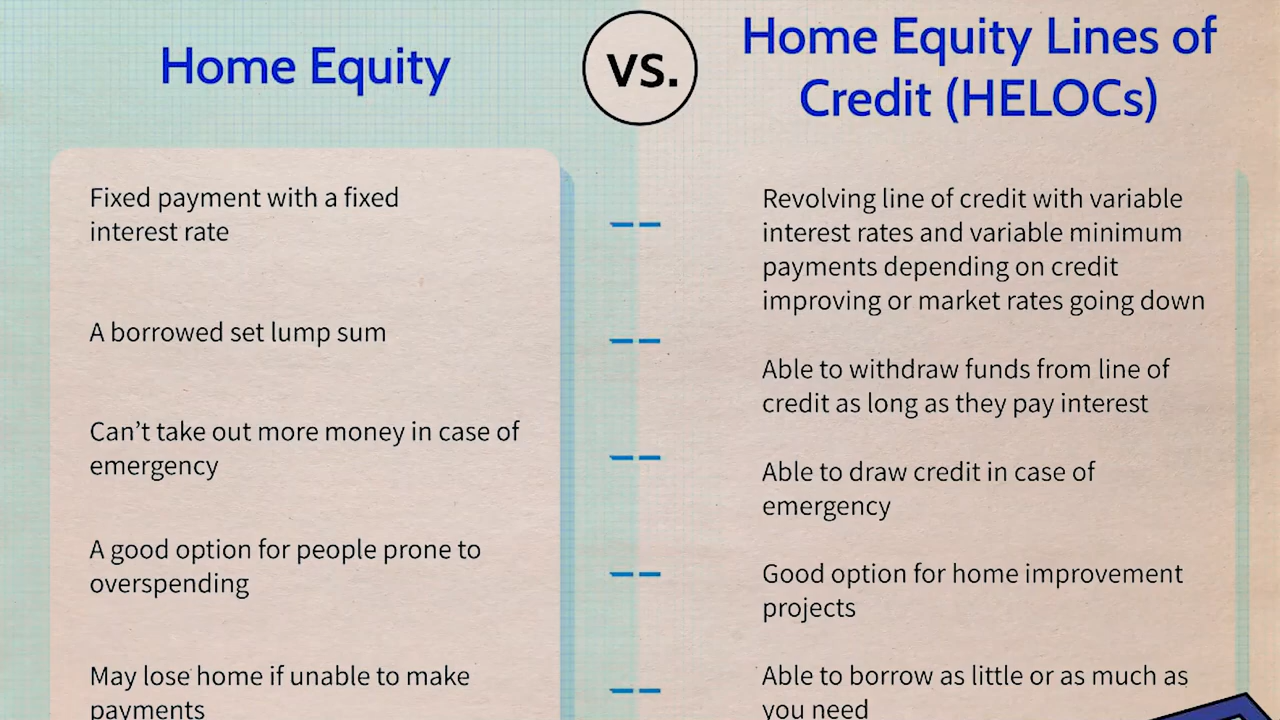 Home Equity
VS.
Home Equity Lines of
Credit (HELOCs)
Fixed payment with a fixed
interest rate
A borrowed set lump sum
Can’t take out more money in case of
emergency
A good option for people prone to
overspending
May lose home if unable to make
payments
Revolving line of credit with variable
interest rates and variable minimum
payments depending on credit
improving or market rates going down
Able to withdraw funds from line of
credit as long as they pay interest
Able to draw credit in case of
emergency
Good option for home improvement
projects
Able to borrow as little or as much as
you need